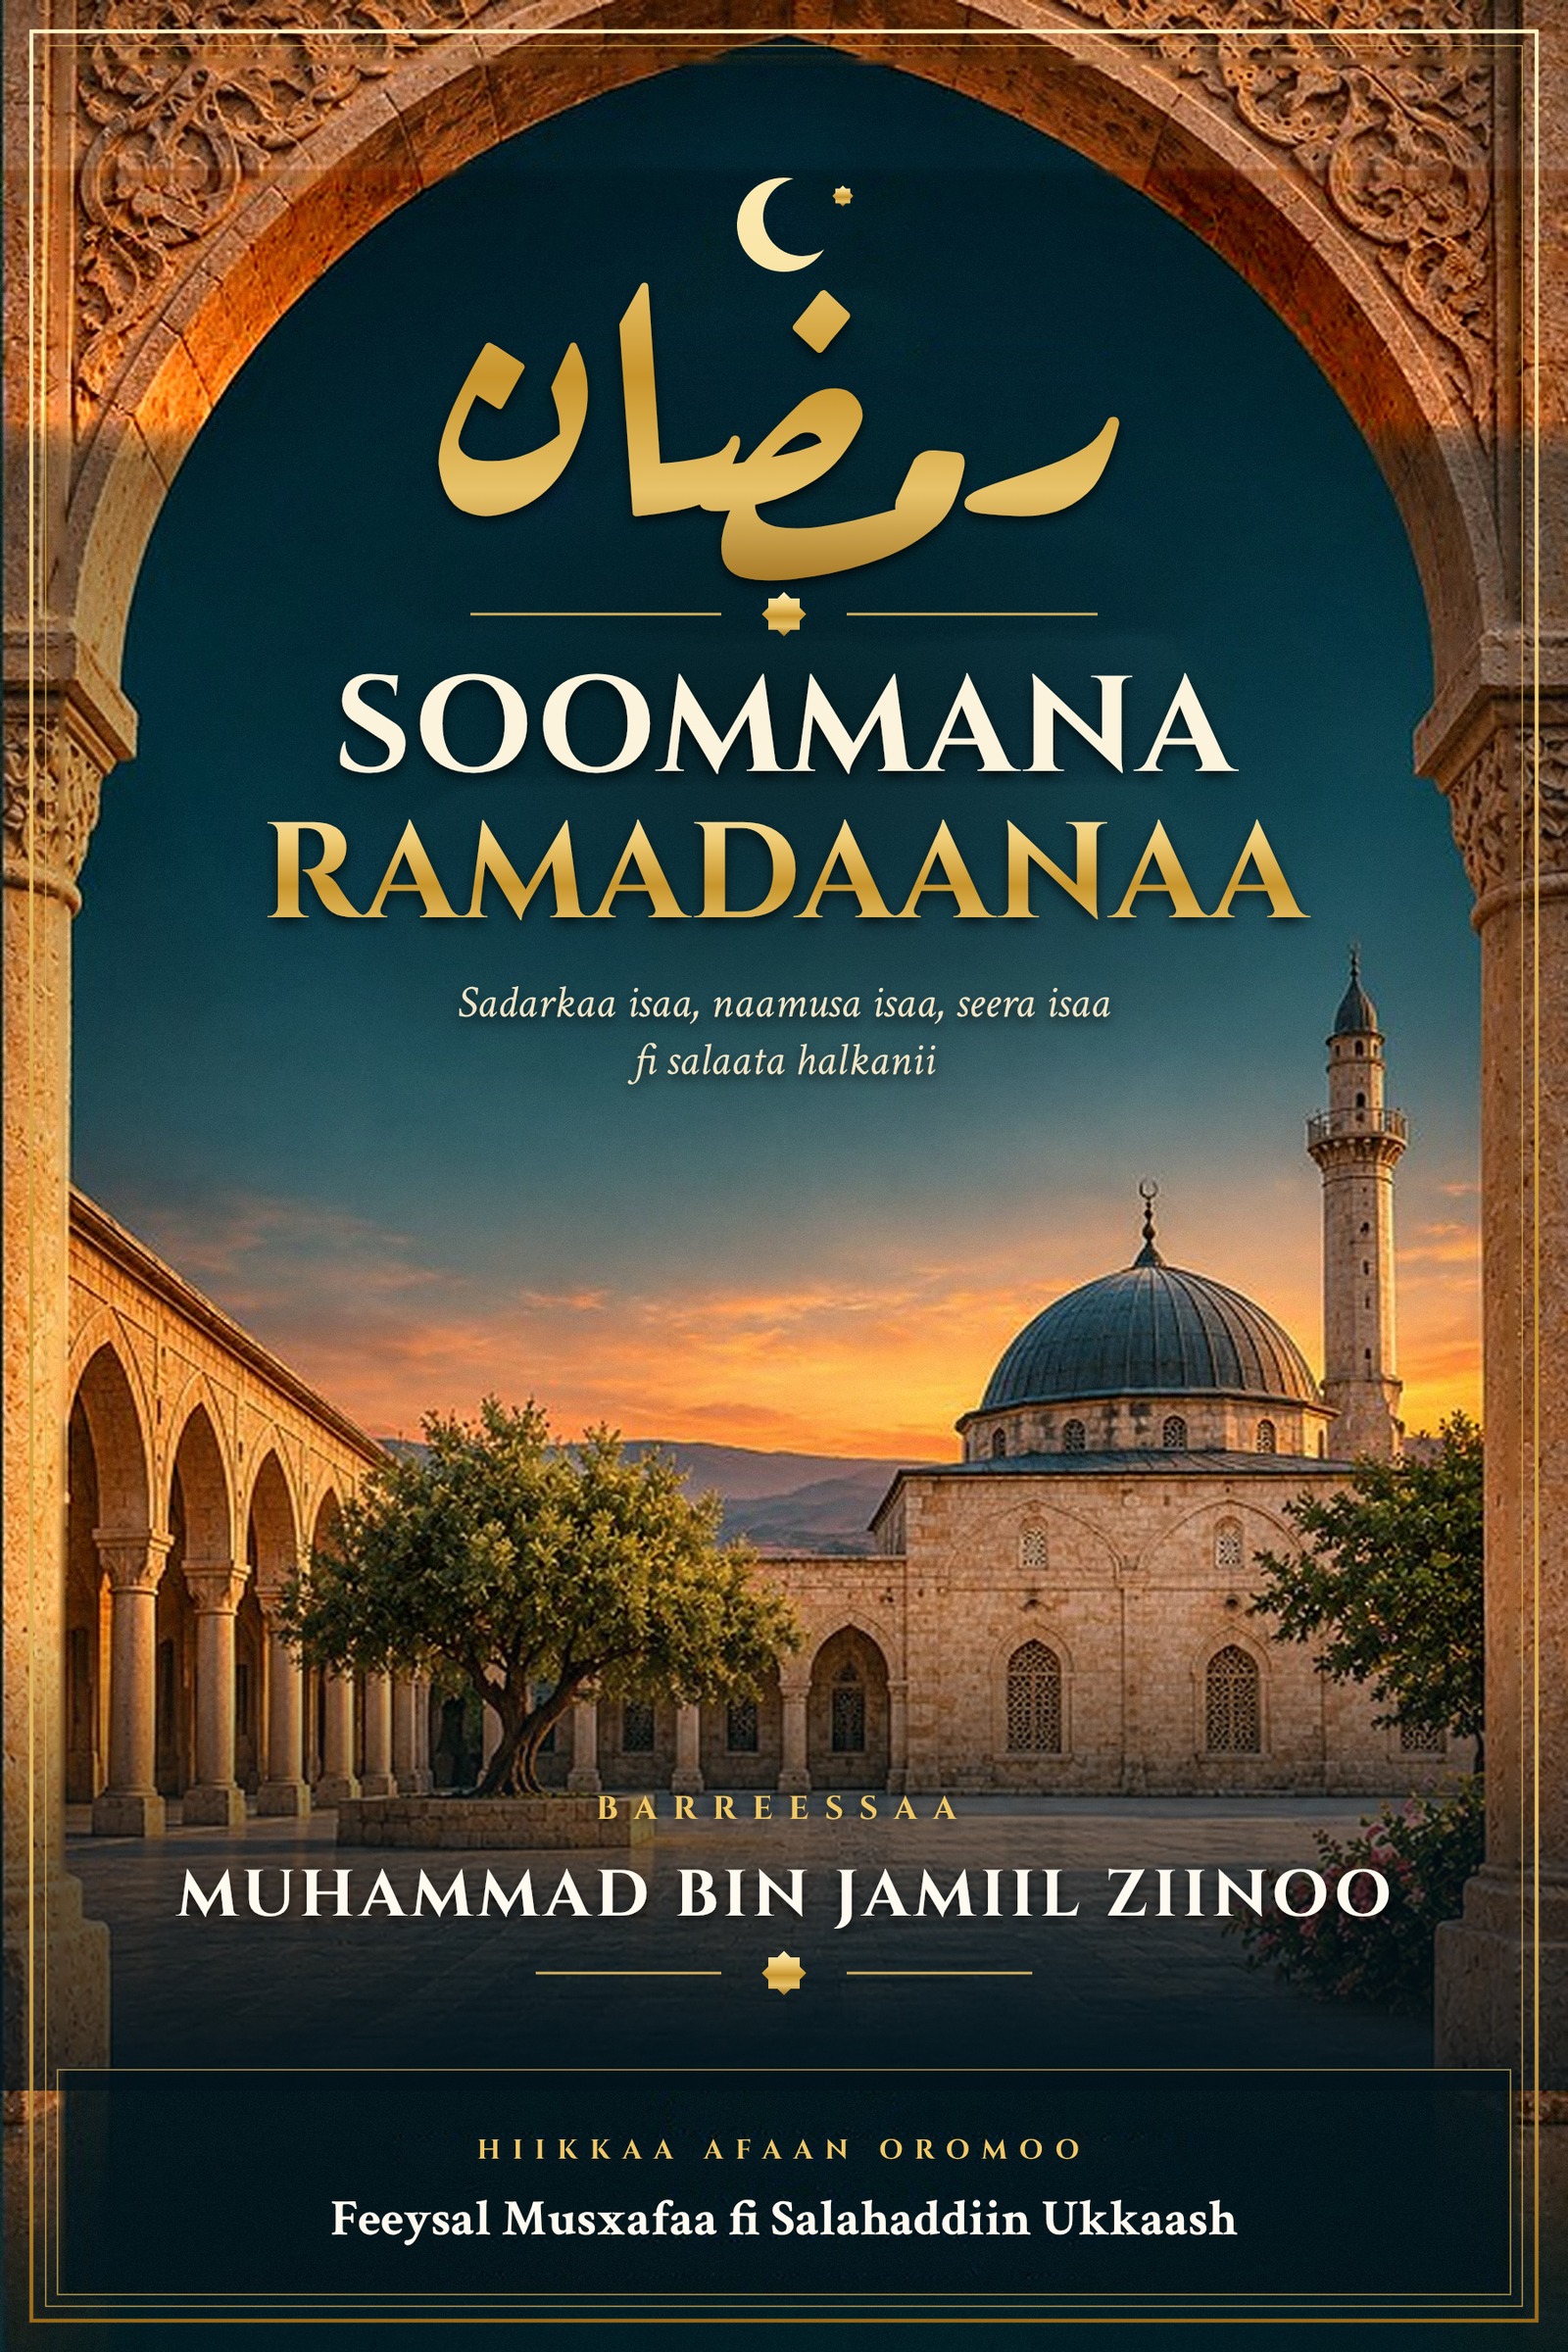 رمضان
SOOMMANA
RAMADAANAA
Sadarkaa isaa, naamusa isaa, seera isaa
fi salaata halkanii
BARREESSAA
MUHAMMAD BIN JAMIIL ZIINOO
HIIKKAA AFAAN OROMOO
Feeysal Musxafaa fi Salahaddiin Ukkaash